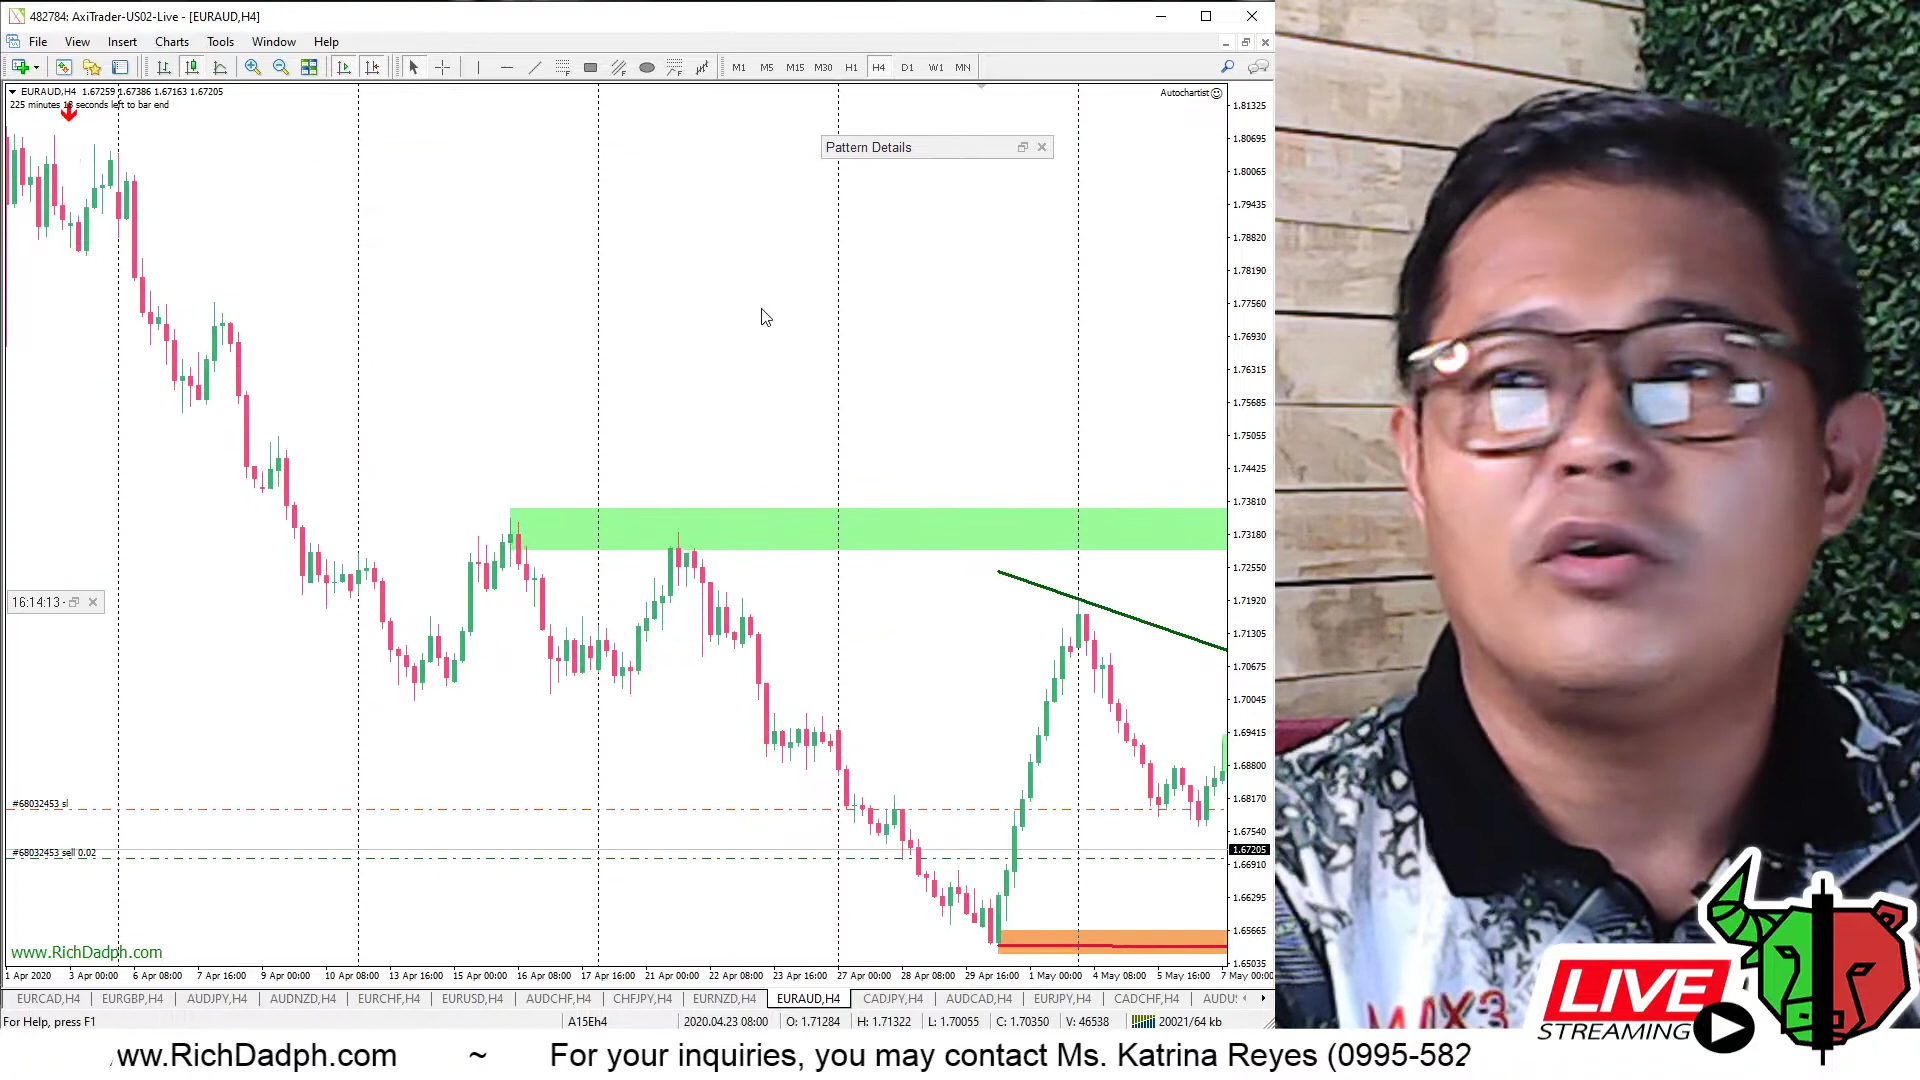 482784: AxiTrader-US02-Live - [EURAUD,H4]
File View Insert Charts Tools Window Help
M1 M5 M15 M30 H1 H4 D1 W1 MN
EURAUD,H4 1.67259 1.67386 1.67163 1.67205
225 minutes 13 seconds left to bar end
Autochartist
Pattern Details
1.81325
1.80695
1.80065
1.79435
1.78820
1.78190
1.77560
1.76930
1.76315
1.75685
1.75055
1.74425
1.73810
1.73180
1.72550
1.71920
1.71305
1.70675
1.70045
1.69415
1.68800
1.68170
1.67540
1.67205
1.66910
1.66295
1.65665
1.65035
16:14:13 -
#68032453 sl
#68032453 sell 0.02
www.RichDadph.com
1 Apr 2020 3 Apr 00:00 6 Apr 08:00 7 Apr 16:00 9 Apr 00:00 10 Apr 08:00 13 Apr 16:00 15 Apr 00:00 16 Apr 08:00 17 Apr 16:00 21 Apr 00:00 22 Apr 08:00 23 Apr 16:00 27 Apr 00:00 28 Apr 08:00 29 Apr 16:00 1 May 00:00 4 May 08:00 5 May 16:00 7 May 00:00
EURCAD,H4 EURGBP,H4 AUDJPY,H4 AUDNZD,H4 EURCHF,H4 EURUSD,H4 AUDCHF,H4 CHFJPY,H4 EURNZD,H4 EURAUD,H4 CADJPY,H4 AUDCAD,H4 EURJPY,H4 CADCHF,H4 AUDU
For Help, press F1 A15Eh4 2020.04.23 08:00 O: 1.71284 H: 1.71322 L: 1.70055 C: 1.70350 V: 46538 20021/64 kb
LIVE
STREAMING
ww.RichDadph.com ~ For your inquiries, you may contact Ms. Katrina Reyes (0995-582